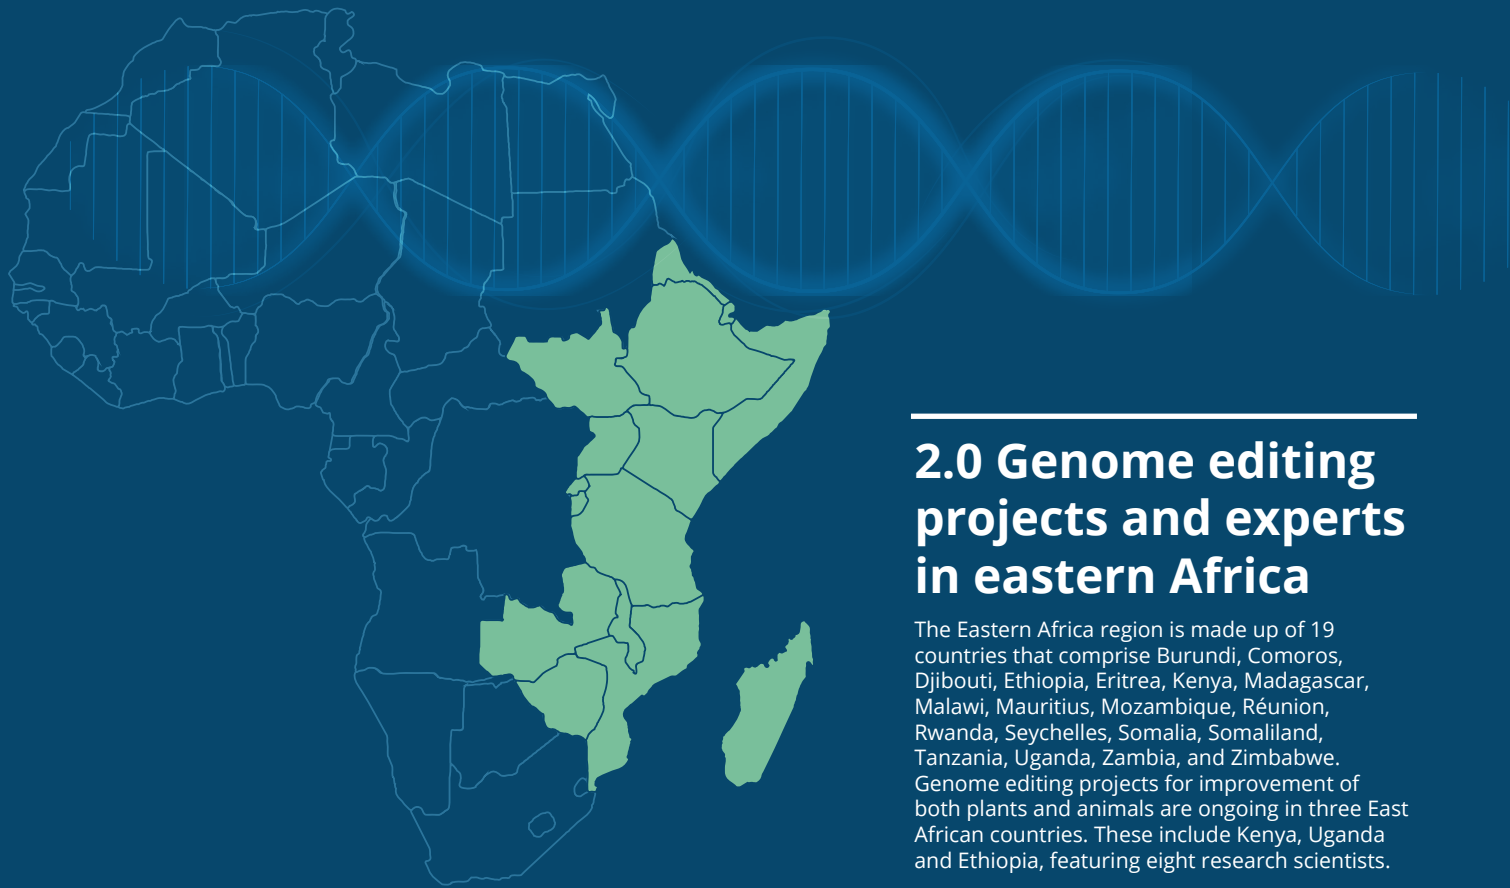 2.0 Genome editing
projects and experts
in eastern Africa
The Eastern Africa region is made up of 19
countries that comprise Burundi, Comoros,
Djibouti, Ethiopia, Eritrea, Kenya, Madagascar,
Malawi, Mauritius, Mozambique, Réunion,
Rwanda, Seychelles, Somalia, Somaliland,
Tanzania, Uganda, Zambia, and Zimbabwe.
Genome editing projects for improvement of
both plants and animals are ongoing in three East
African countries. These include Kenya, Uganda
and Ethiopia, featuring eight research scientists.